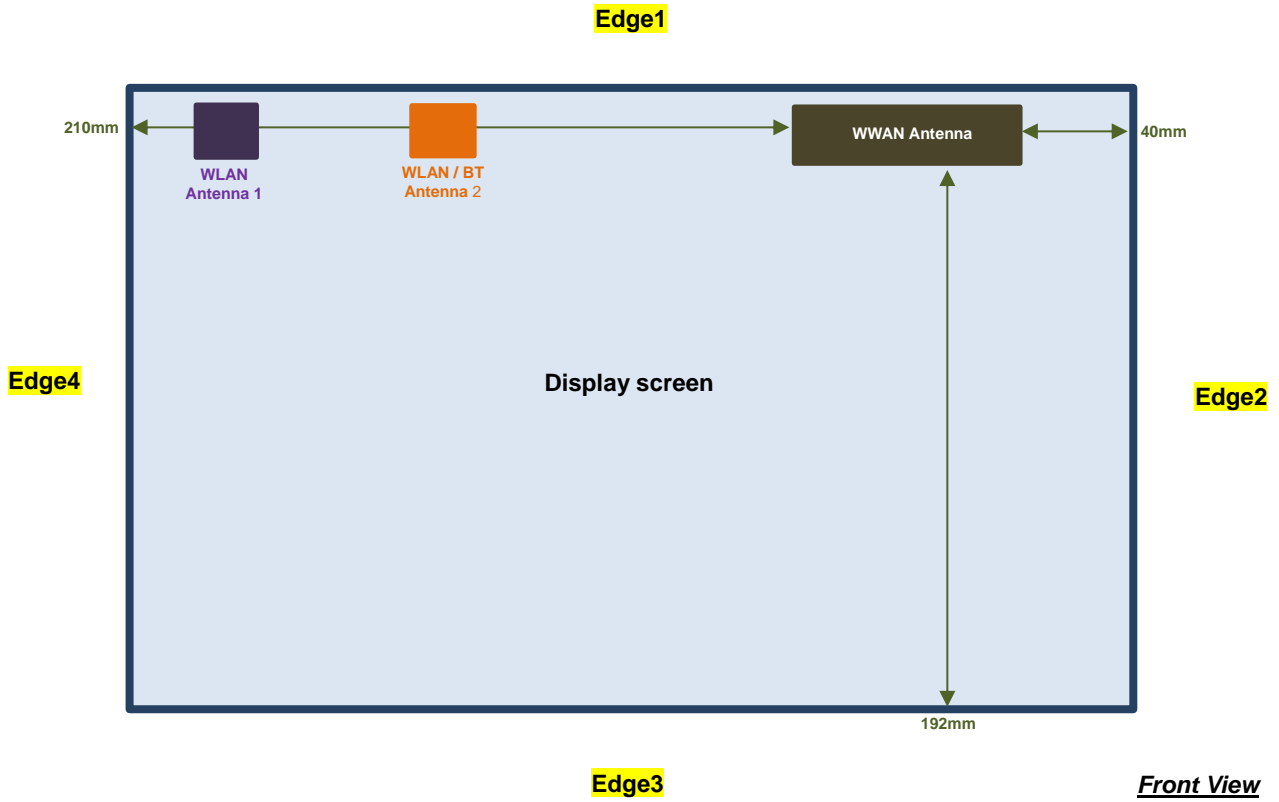 Edge1
210mm
WWAN Antenna
40mm
WLAN
Antenna 1
WLAN / BT
Antenna 2
Edge4
Display screen
Edge2
192mm
Edge3
Front View